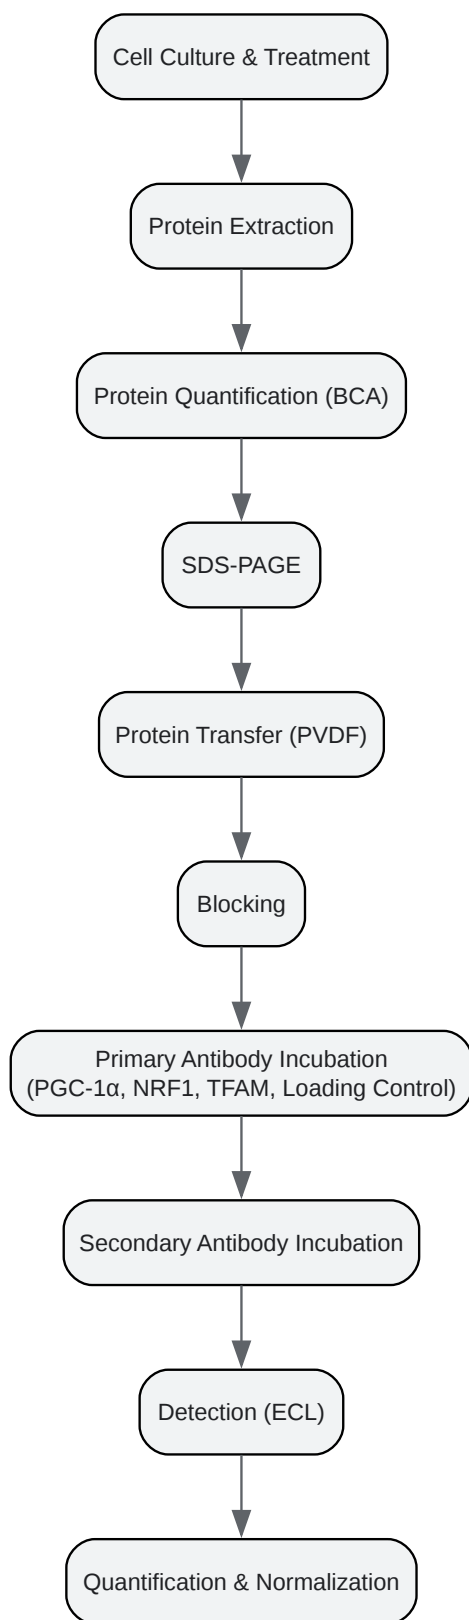 Cell Culture & Treatment
Protein Extraction
Protein Quantification (BCA)
SDS-PAGE
Protein Transfer (PVDF)
Blocking
Primary Antibody Incubation
(PGC-1α, NRF1, TFAM, Loading Control)
Secondary Antibody Incubation
Detection (ECL)
Quantification & Normalization